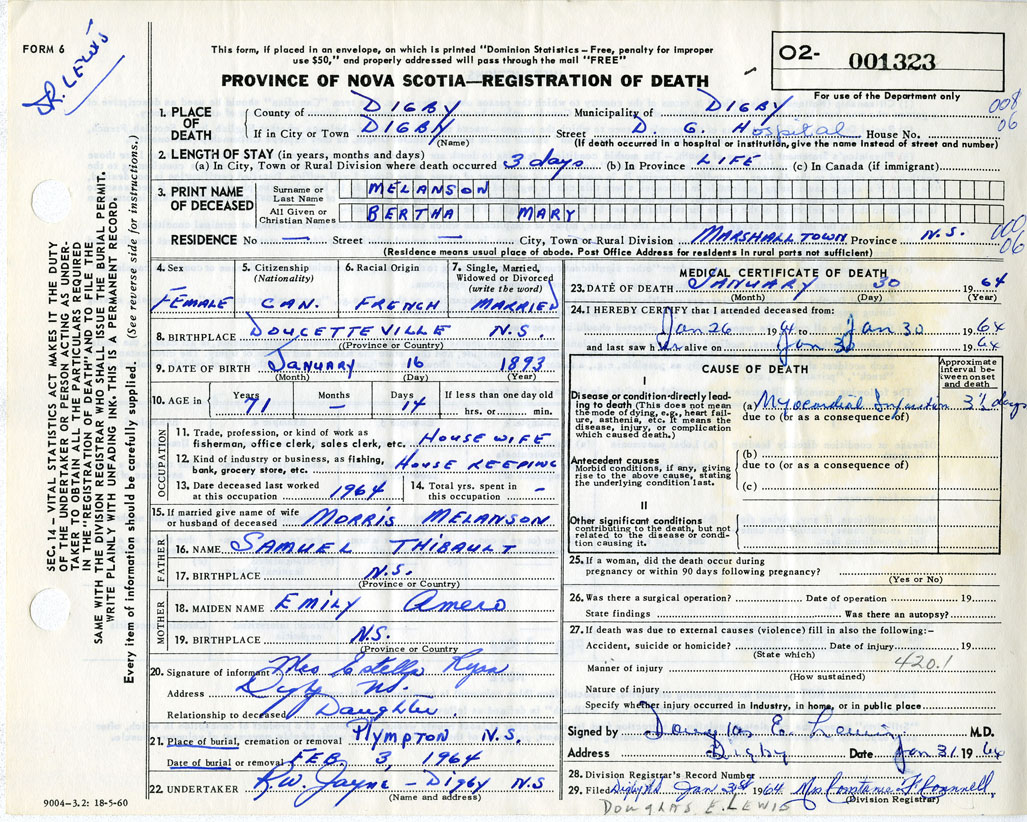 FORM 6
DR. LEWIS
This form, if placed in an envelope, on which is printed "Dominion Statistics – Free, penalty for improper
use $50," and properly addressed will pass through the mail "FREE"
PROVINCE OF NOVA SCOTIA—REGISTRATION OF DEATH
02- 001323
For use of the Department only
008
06
1. PLACE OF DEATH
County of DIGBY Municipality of DIGBY
If in City or Town DIGBY Street D. G. Hospital House No.
(Name) (If death occurred in a hospital or institution, give the name instead of street and number)
2. LENGTH OF STAY (in years, months and days)
(a) In City, Town or Rural Division where death occurred 3 days (b) In Province LIFE (c) In Canada (if immigrant)
3. PRINT NAME OF DECEASED
Surname or Last Name MELANSON
All Given or Christian Names BERTHA MARY
RESIDENCE No — Street — City, Town or Rural Division MARSHALLTOWN Province N.S.
06
(Residence means usual place of abode. Post Office Address for residents in rural parts not sufficient)
4. Sex FEMALE
5. Citizenship (Nationality) CAN.
6. Racial Origin FRENCH
7. Single, Married, Widowed or Divorced (write the word) MARRIED
8. BIRTHPLACE DOUCETTEVILLE N.S.
(Province or Country)
9. DATE OF BIRTH JANUARY 16 1893
(Month) (Day) (Year)
10. AGE in Years 71 Months — Days 14 If less than one day old hrs. or min.
OCCUPATION
11. Trade, profession, or kind of work as
fisherman, office clerk, sales clerk, etc. HOUSEWIFE
12. Kind of industry or business, as fishing,
bank, grocery store, etc. HOUSE KEEPING
13. Date deceased last worked
at this occupation 1964
14. Total yrs. spent in
this occupation -
15. If married give name of wife
or husband of deceased MORRIS MELANSON
FATHER
16. NAME SAMUEL THIBAULT
17. BIRTHPLACE N.S.
(Province or Country)
MOTHER
18. MAIDEN NAME EMILY Amero
19. BIRTHPLACE N.S.
(Province or Country
20. Signature of informant Mrs Estella
Address Digby NS.
Relationship to deceased Daughter
21. Place of burial, cremation or removal PLYMPTON N.S.
Date of burial or removal FEB. 3, 1964
22. UNDERTAKER R.W. Jayne – Digby NS
(Name and address)
9004–3.2: 18-5-60
SEC. 14 – VITAL STATISTICS ACT MAKES IT THE DUTY
OF THE UNDERTAKER OR PERSON ACTING AS UNDER-
TAKER TO OBTAIN ALL THE PARTICULARS REQUIRED
IN THE "REGISTRATION OF DEATH" AND TO FILE THE
SAME WITH THE DIVISION REGISTRAR WHO SHALL ISSUE THE BURIAL PERMIT.
WRITE PLAINLY WITH UNFADING INK. THIS IS A PERMANENT RECORD.
Every item of information should be carefully supplied. (See reverse side for instructions.)
MEDICAL CERTIFICATE OF DEATH
23. DATE OF DEATH JANUARY 30 1964
(Month) (Day) (Year)
24. I HEREBY CERTIFY that I attended deceased from:
Jan 26 1964 to Jan 30 1964
and last saw h alive on Jan 30 1964
CAUSE OF DEATH
Approximate interval between onset and death
I
Disease or condition directly leading to death (This does not mean the mode of dying, e.g., heart failure, asthenia, etc. It means the disease, injury, or complication which caused death.)
(a) Myocardial Infarction 3½ days
due to (or as a consequence of)
Antecedent causes
Morbid conditions, if any, giving rise to the above cause, stating the underlying condition last.
(b)
due to (or as a consequence of)
(c)
II
Other significant conditions
contributing to the death, but not related to the disease or condition causing it.
25. If a woman, did the death occur during
pregnancy or within 90 days following pregnancy?
(Yes or No)
26. Was there a surgical operation? Date of operation 19
State findings Was there an autopsy?
27. If death was due to external causes (violence) fill in also the following:–
Accident, suicide or homicide? Date of injury 19
(State which)
420.1
Manner of injury
(How sustained)
Nature of injury
Specify whether injury occurred in Industry, in home, or in public place
Signed by Douglas E. Lewis M.D.
Address Digby Date Jan 31 1964
28. Division Registrar's Record Number
29. Filed Digby NS Jan 31st 1964 Mrs Constance
(Division Registrar)
DOUGLAS E. LEWIS